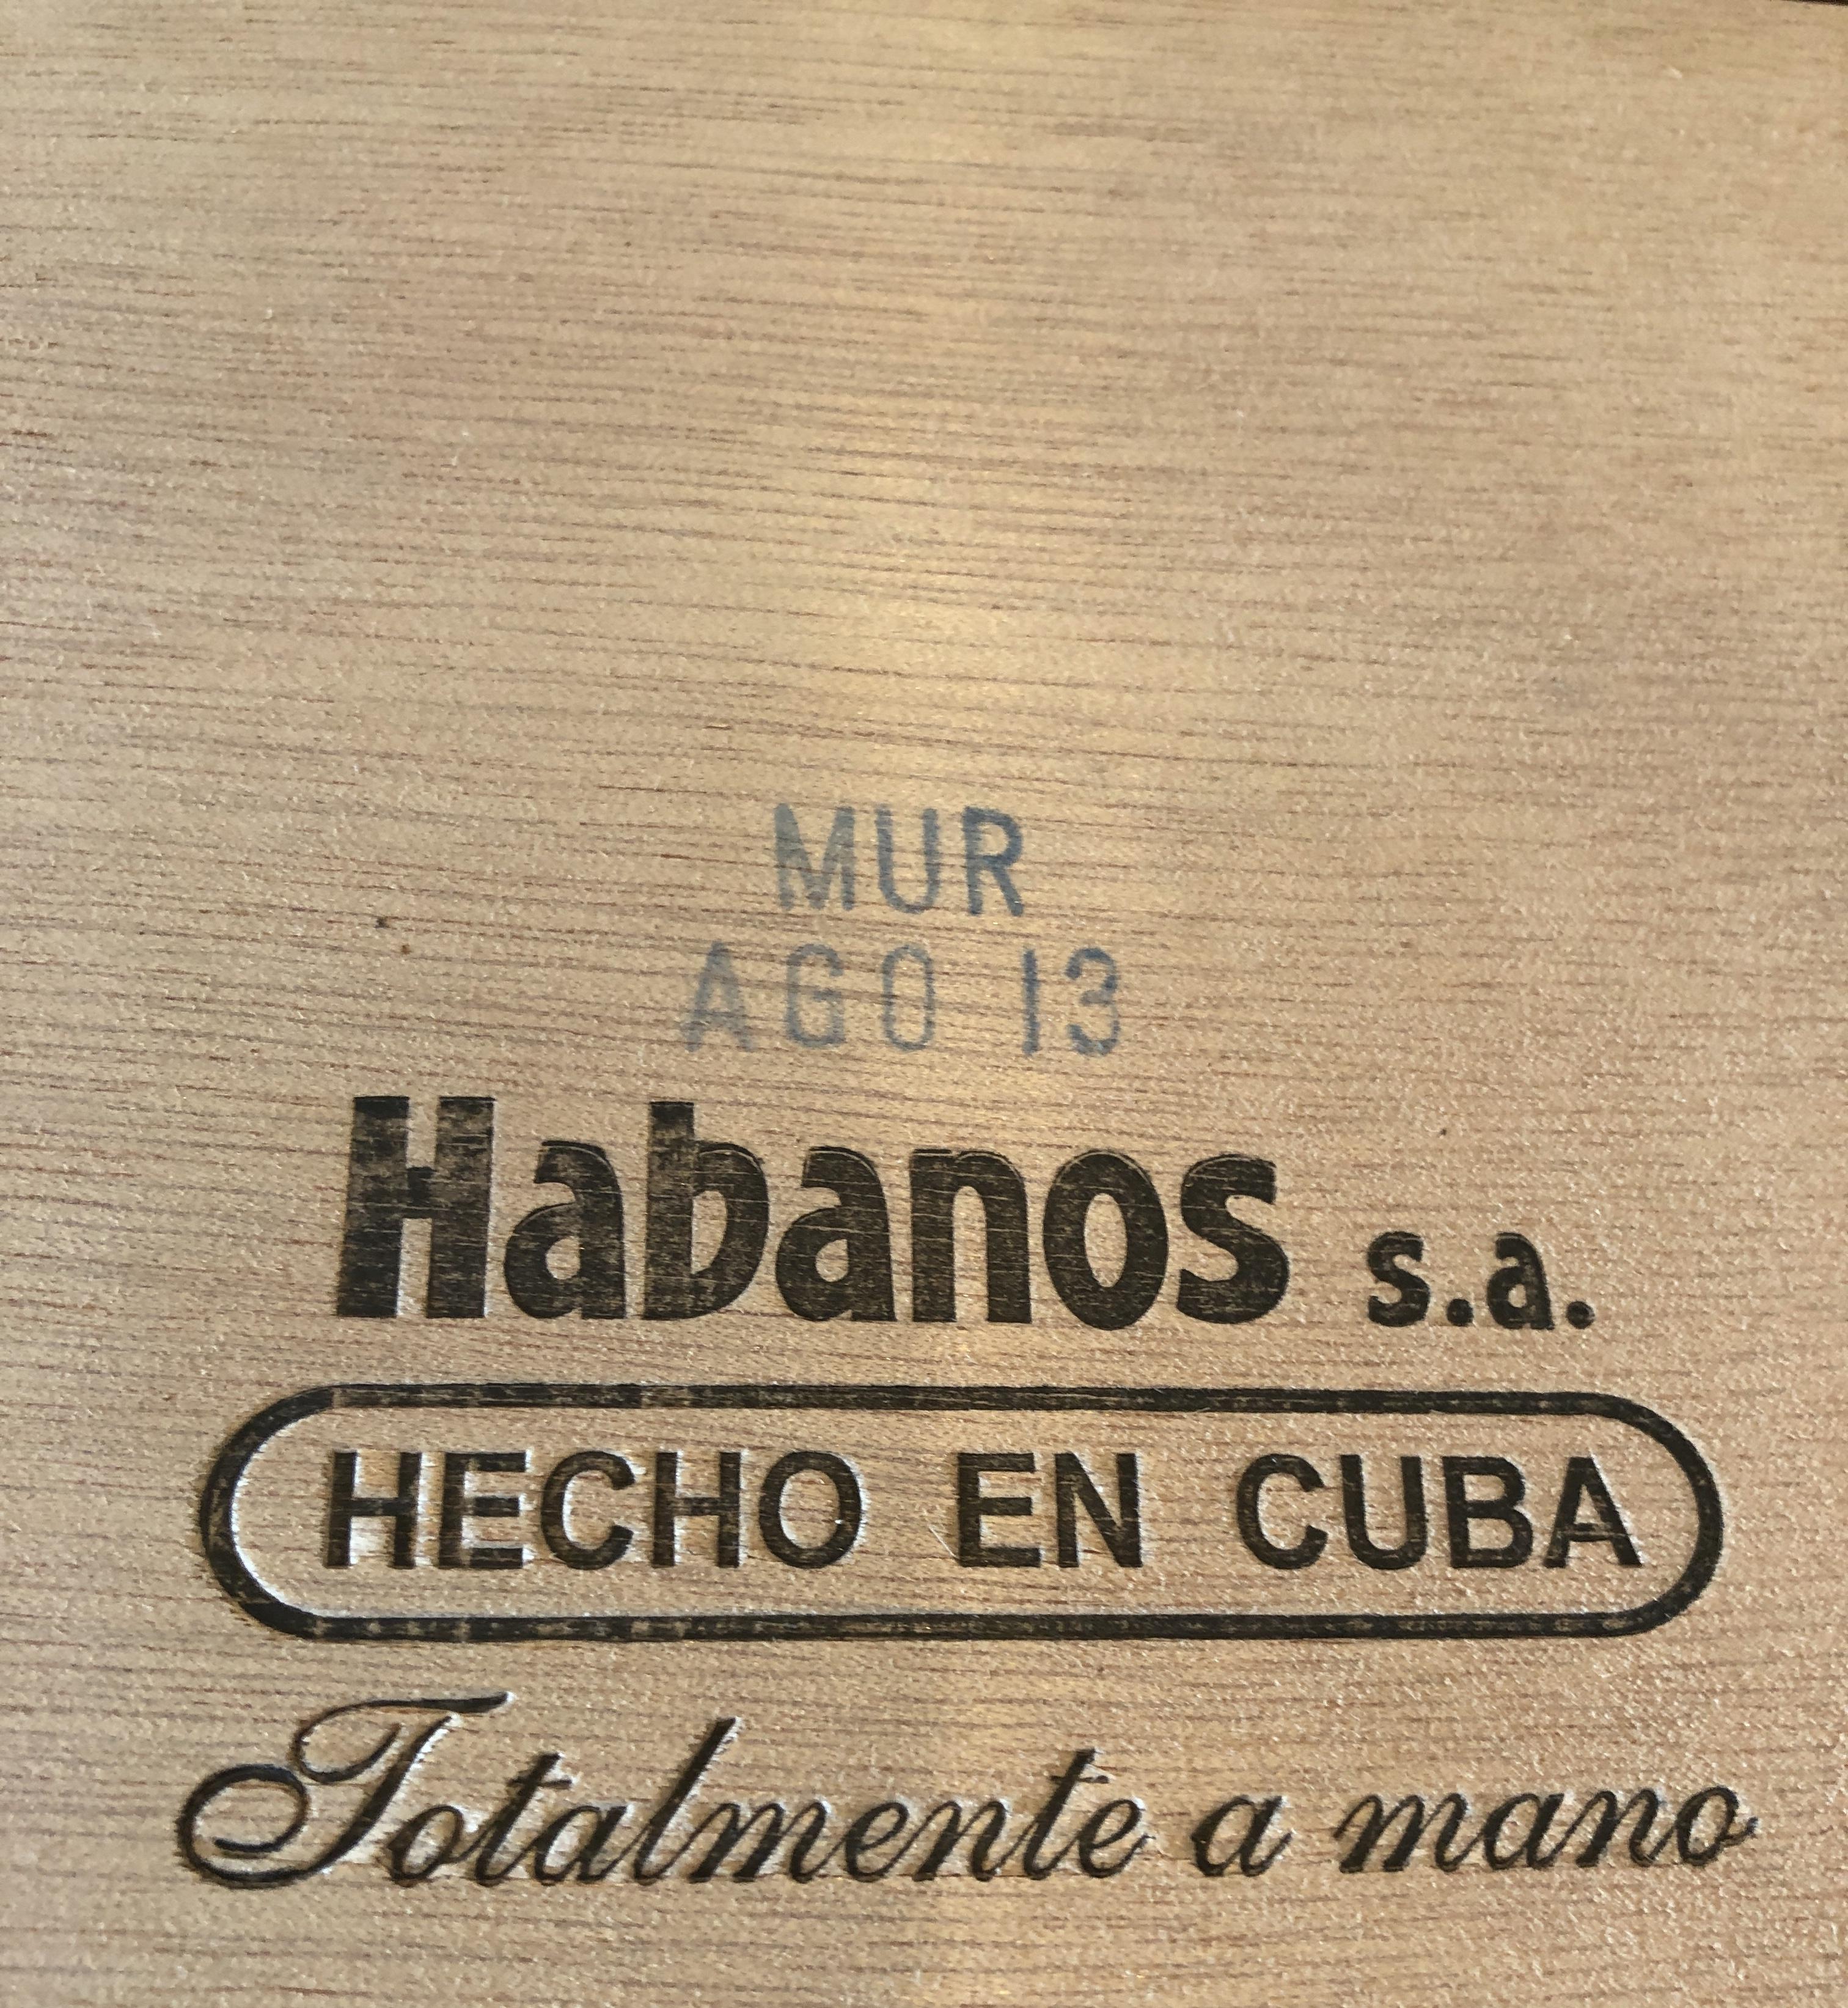 MUR
AGO 13
Habanos s.a.
HECHO EN CUBA
Totalmente a mano